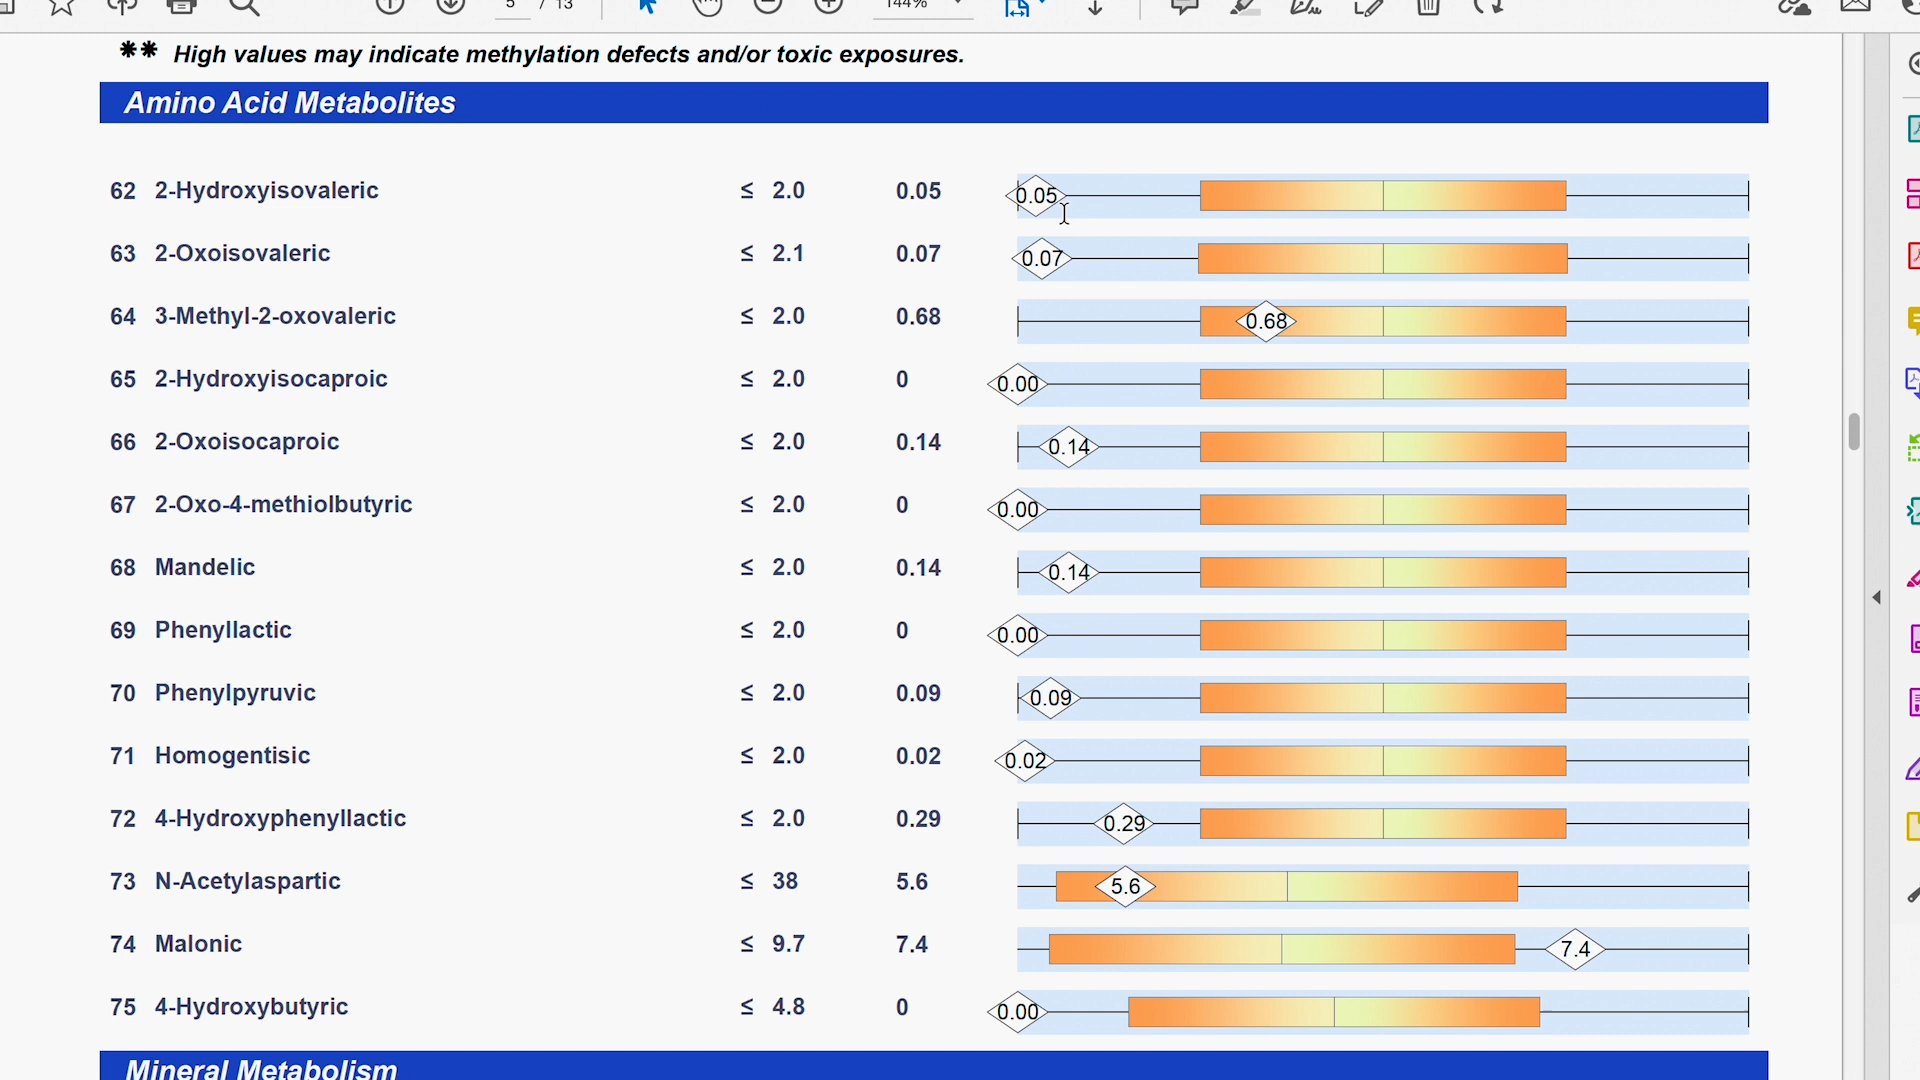 5 / 13 144%
** High values may indicate methylation defects and/or toxic exposures.
Amino Acid Metabolites
62 2-Hydroxyisovaleric ≤ 2.0 0.05 0.05
63 2-Oxoisovaleric ≤ 2.1 0.07 0.07
64 3-Methyl-2-oxovaleric ≤ 2.0 0.68 0.68
65 2-Hydroxyisocaproic ≤ 2.0 0 0.00
66 2-Oxoisocaproic ≤ 2.0 0.14 0.14
67 2-Oxo-4-methiolbutyric ≤ 2.0 0 0.00
68 Mandelic ≤ 2.0 0.14 0.14
69 Phenyllactic ≤ 2.0 0 0.00
70 Phenylpyruvic ≤ 2.0 0.09 0.09
71 Homogentisic ≤ 2.0 0.02 0.02
72 4-Hydroxyphenyllactic ≤ 2.0 0.29 0.29
73 N-Acetylaspartic ≤ 38 5.6 5.6
74 Malonic ≤ 9.7 7.4 7.4
75 4-Hydroxybutyric ≤ 4.8 0 0.00
Mineral Metabolism